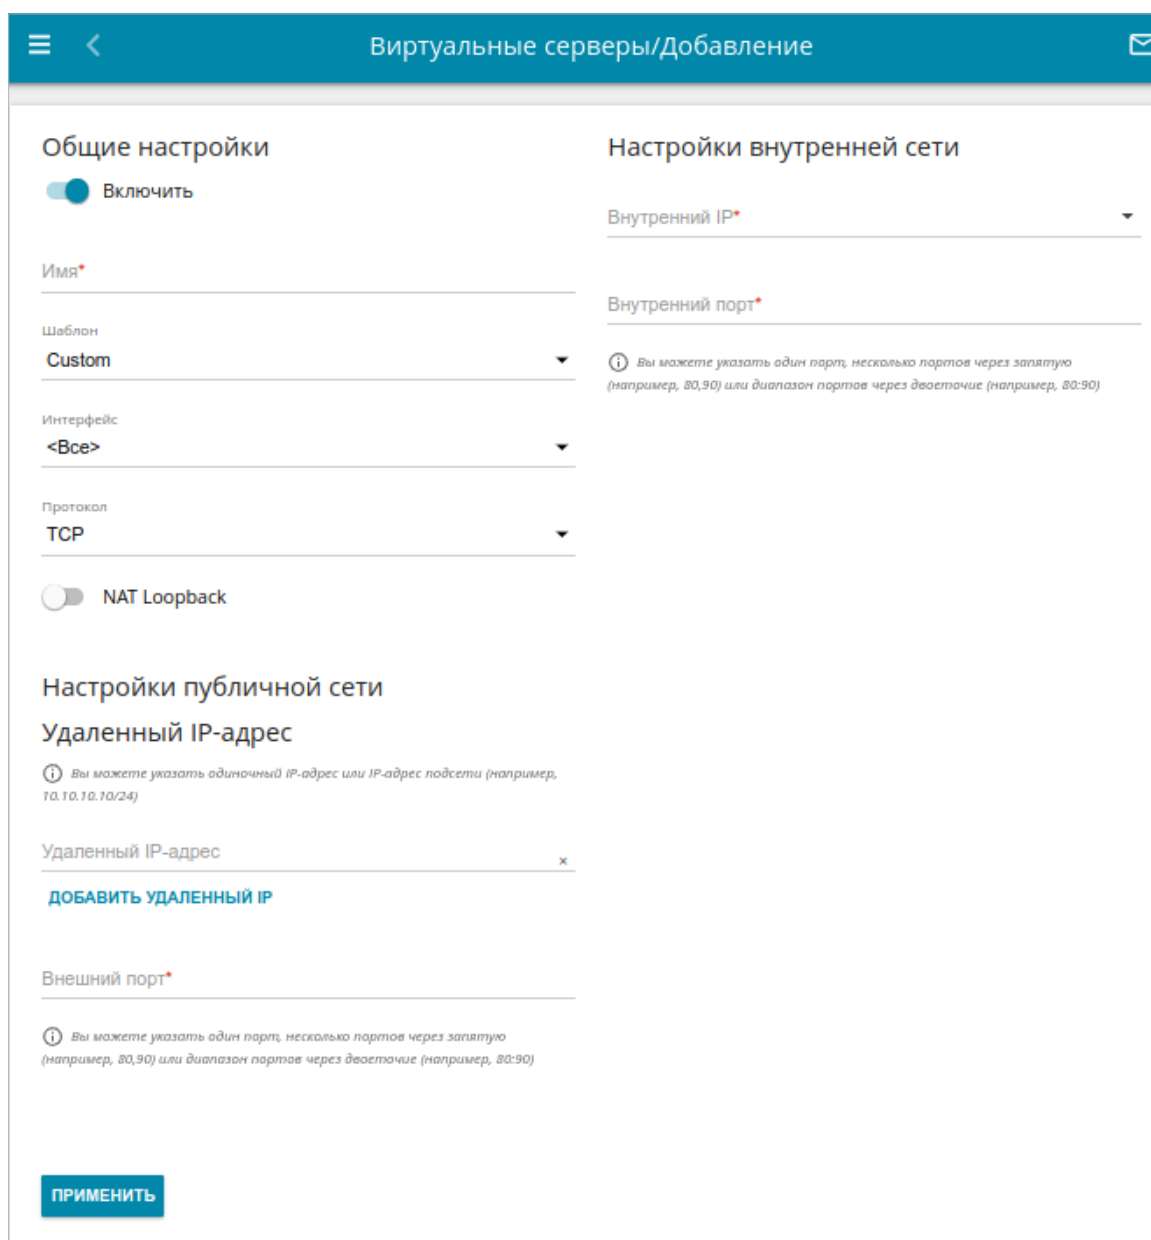 Виртуальные серверы/Добавление
Общие настройки
Включить
Имя*
Шаблон
Custom
Интерфейс
<Все>
Протокол
TCP
NAT Loopback
Настройки публичной сети
Удаленный IP-адрес
Вы можете указать одиночный IP-адрес или IP-адрес подсети (например,
10.10.10.10/24)
Удаленный IP-адрес
×
ДОБАВИТЬ УДАЛЕННЫЙ IP
Внешний порт*
Вы можете указать один порт, несколько портов через запятую
(например, 80,90) или диапазон портов через двоеточие (например, 80:90)
ПРИМЕНИТЬ
Настройки внутренней сети
Внутренний IP*
Внутренний порт*
Вы можете указать один порт, несколько портов через запятую
(например, 80,90) или диапазон портов через двоеточие (например, 80:90)